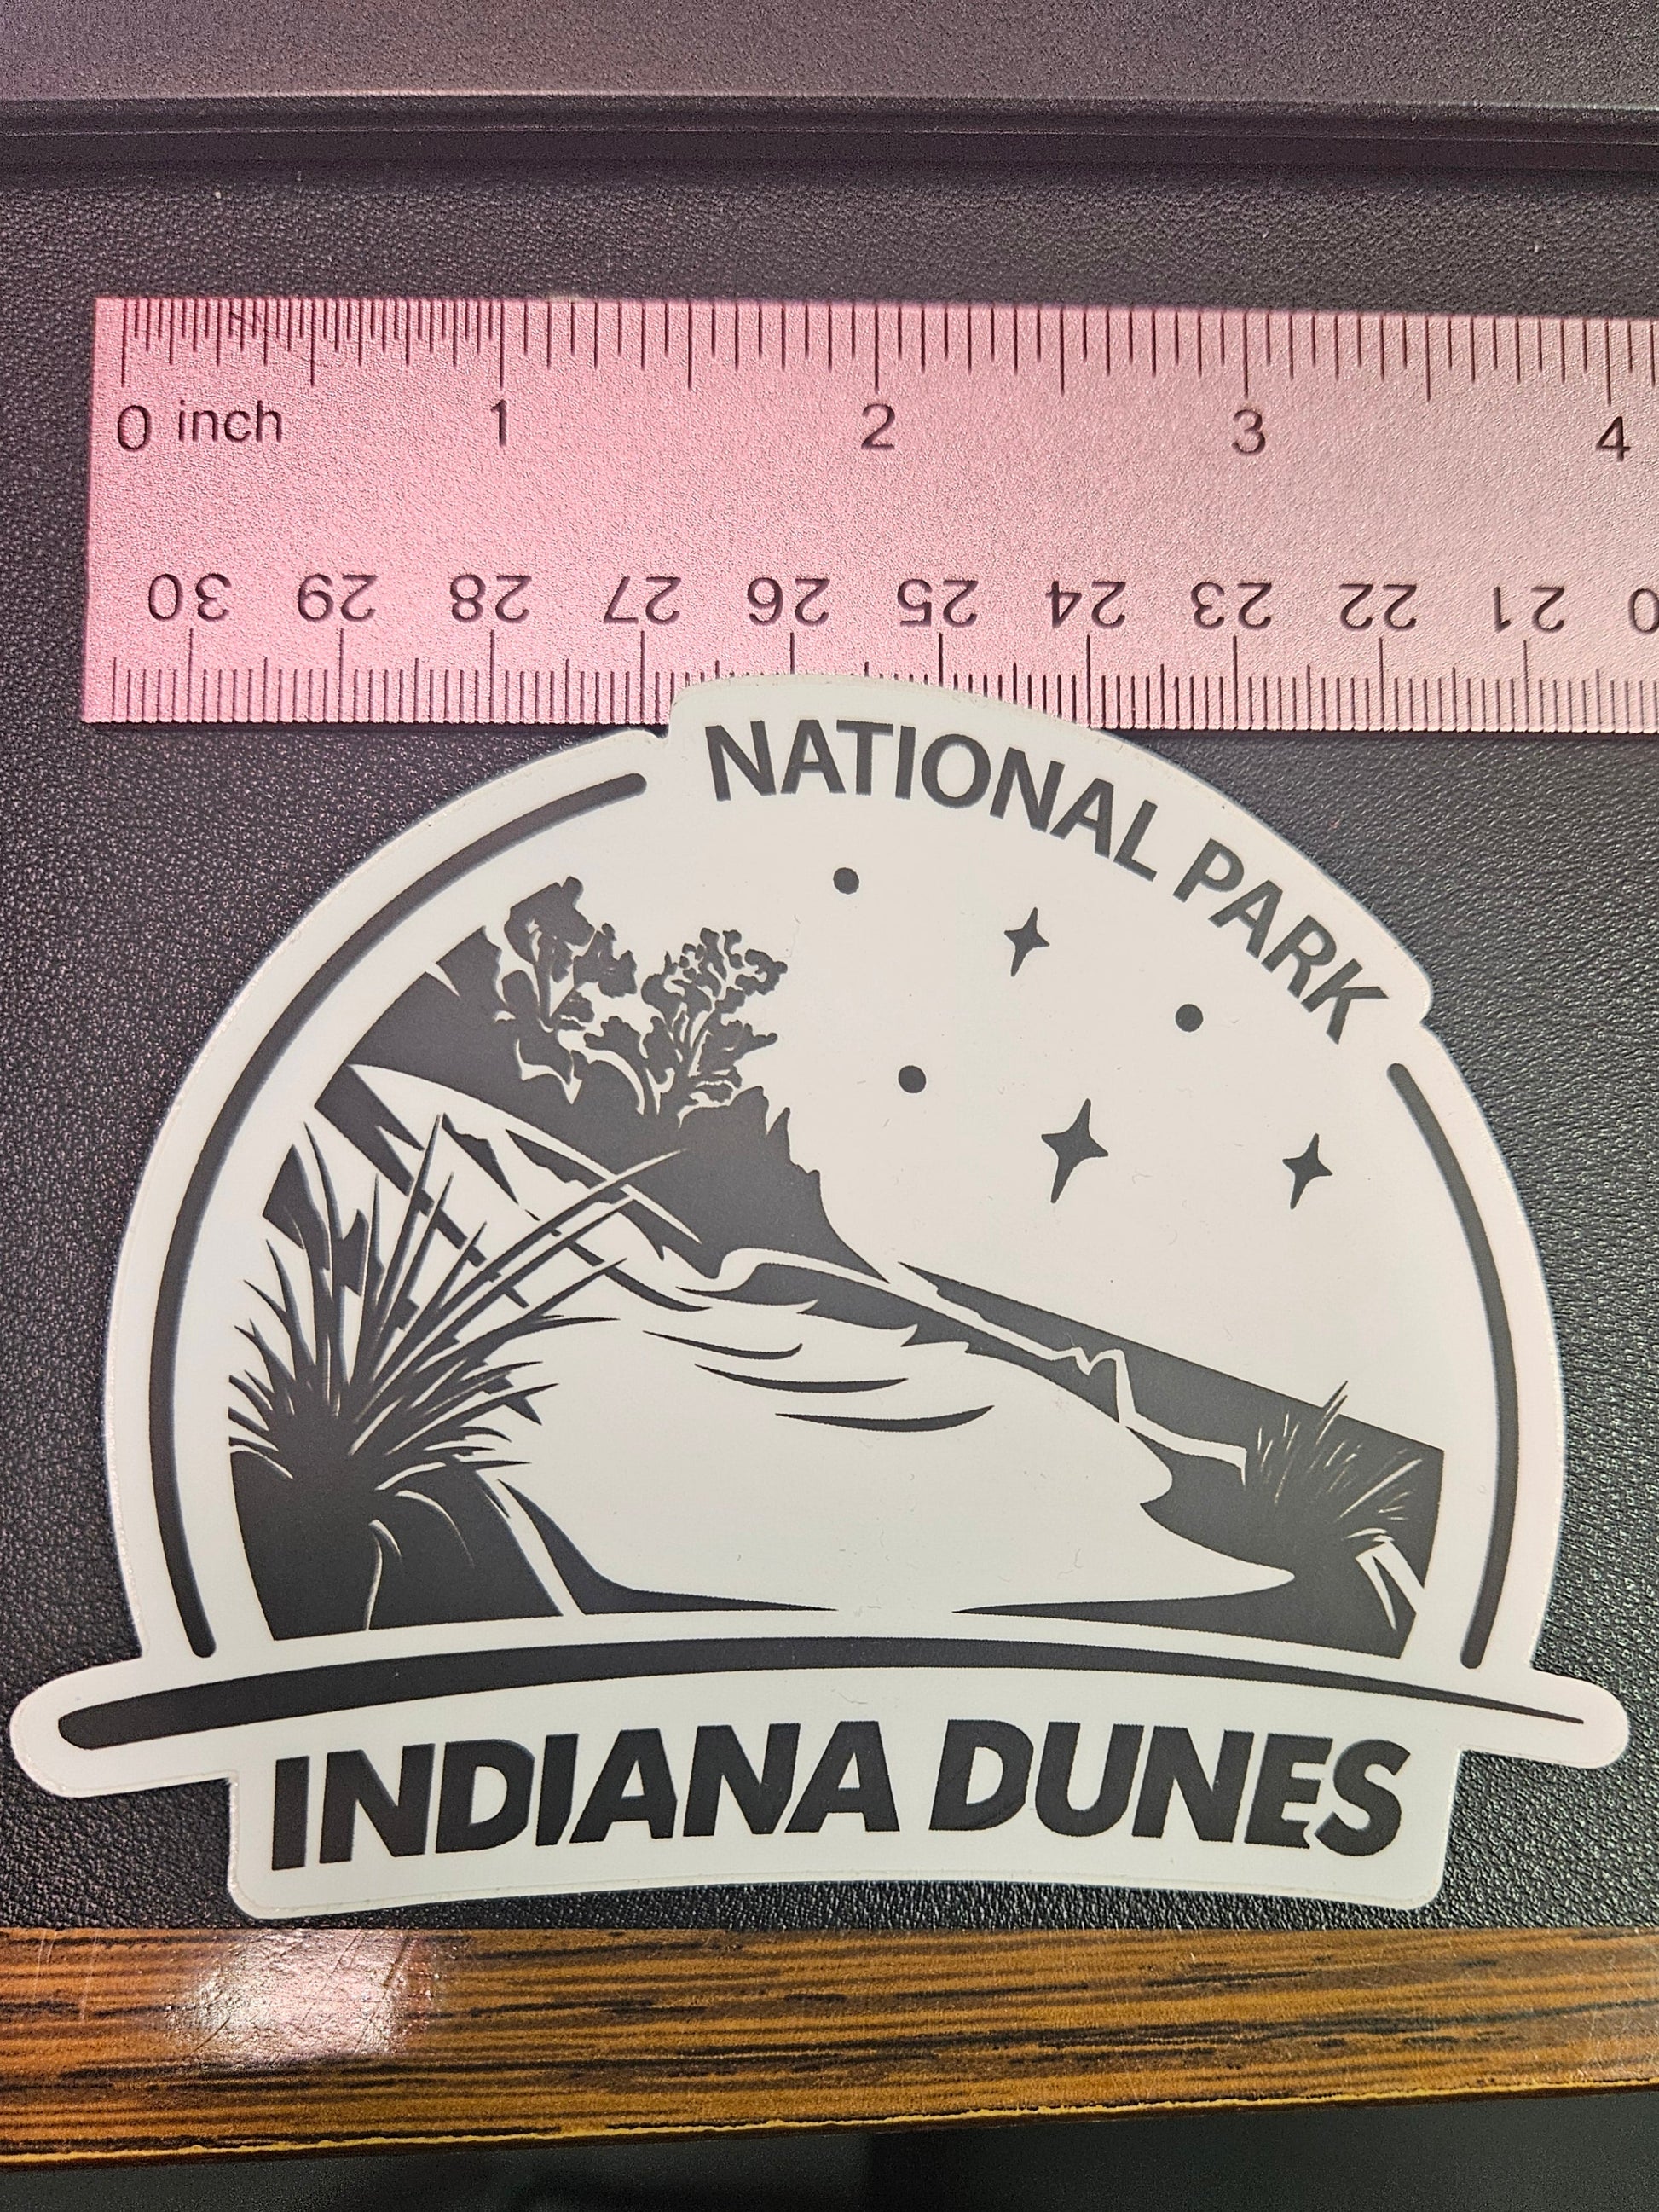 0 inch 1 2 3 4
30 29 28 27 26 25 24 23 22 21
NATIONAL PARK
INDIANA DUNES